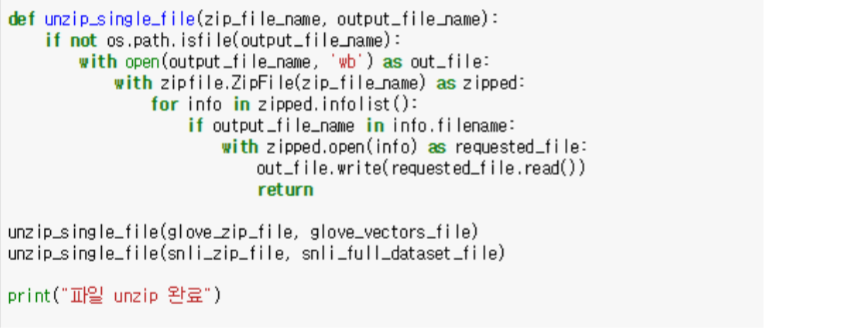 def unzip_single_file(zip_file_name, output_file_name):
    if not os.path.isfile(output_file_name):
        with open(output_file_name, 'wb') as out_file:
            with zipfile.ZipFile(zip_file_name) as zipped:
                for info in zipped.infolist():
                    if output_file_name in info.filename:
                        with zipped.open(info) as requested_file:
                            out_file.write(requested_file.read())
                            return

unzip_single_file(glove_zip_file, glove_vectors_file)
unzip_single_file(snli_zip_file, snli_full_dataset_file)

print("파일 unzip 완료")